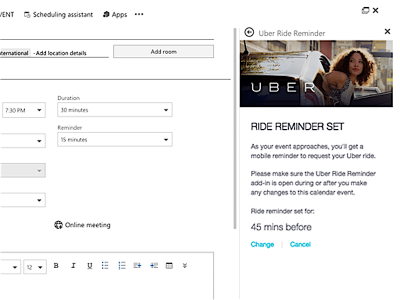 VENT
Scheduling assistant
Apps
Uber Ride Reminder
nternational
-Add location details
Add room
UBER
Duration
7:30 PM
30 minutes
Reminder
15 minutes
RIDE REMINDER SET
As your event approaches, you'll get a
mobile reminder to request your Uber ride.
Please make sure the Uber Ride Reminder
add-in is open during or after you make
any changes to this calendar event.
Ride reminder set for:
45 mins before
Change | Cancel
Online meeting
12
B I U